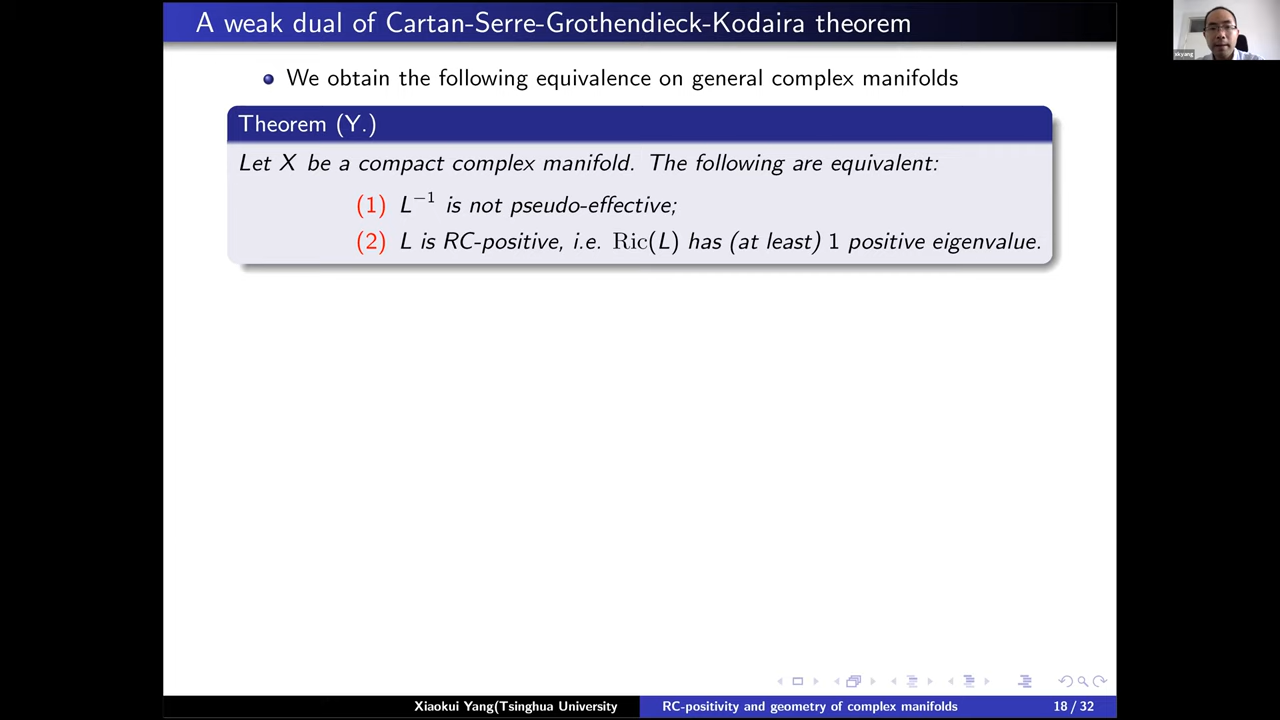 A weak dual of Cartan-Serre-Grothendieck-Kodaira theorem
xkyang
We obtain the following equivalence on general complex manifolds
Theorem (Y.)
Let X be a compact complex manifold. The following are equivalent:
(1) L⁻¹ is not pseudo-effective;
(2) L is RC-positive, i.e. Ric(L) has (at least) 1 positive eigenvalue.
Xiaokui Yang(Tsinghua University
RC-positivity and geometry of complex manifolds
18 / 32